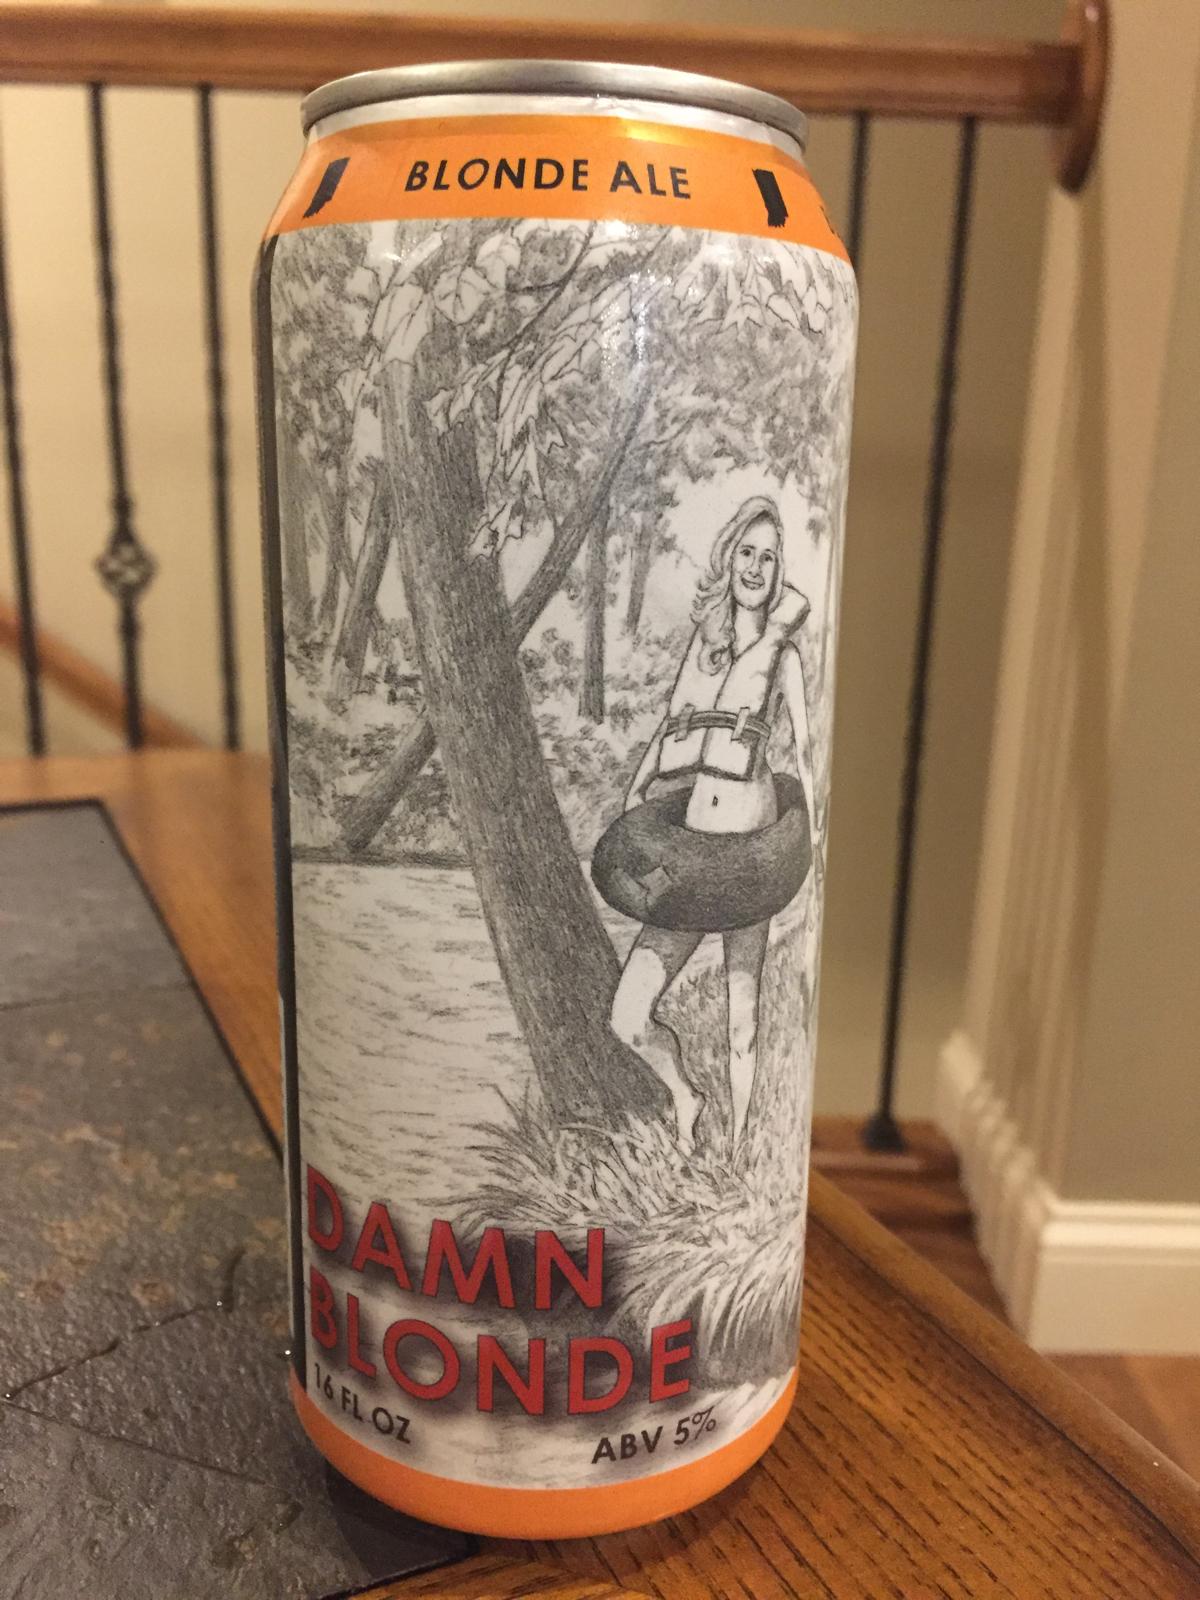 BLONDE ALE
DAMN
BLONDE
16 FL OZ
ABV 5%